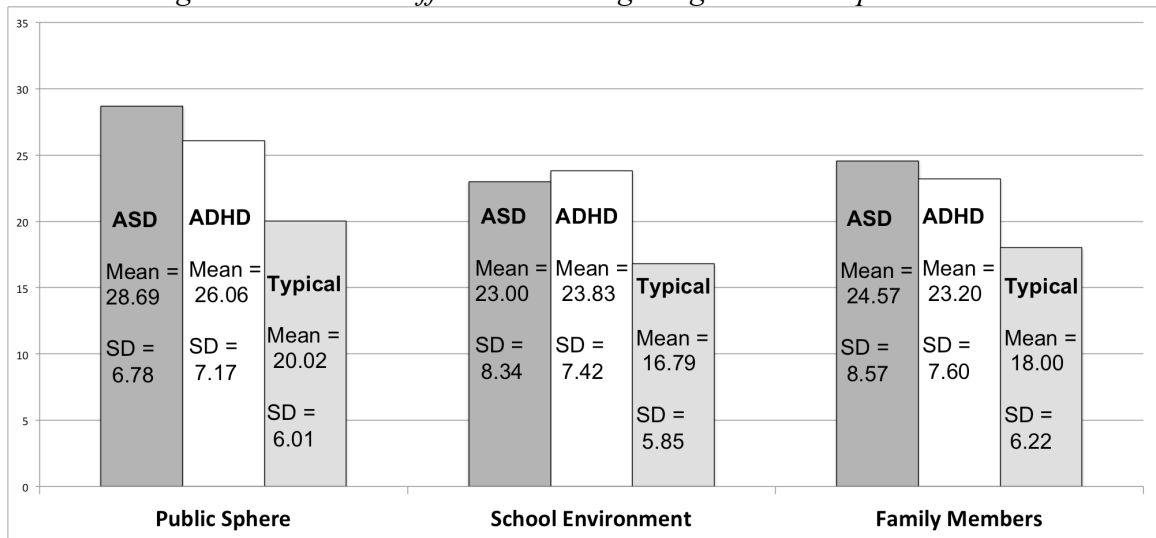 35
30
25
20
15
10
5
0
ASD
Mean =
28.69
SD =
6.78
ADHD
Mean =
26.06
SD =
7.17
Typical
Mean =
20.02
SD =
6.01
ASD
Mean =
23.00
SD =
8.34
ADHD
Mean =
23.83
SD =
7.42
Typical
Mean =
16.79
SD =
5.85
ASD
Mean =
24.57
SD =
8.57
ADHD
Mean =
23.20
SD =
7.60
Typical
Mean =
18.00
SD =
6.22
Public Sphere
School Environment
Family Members